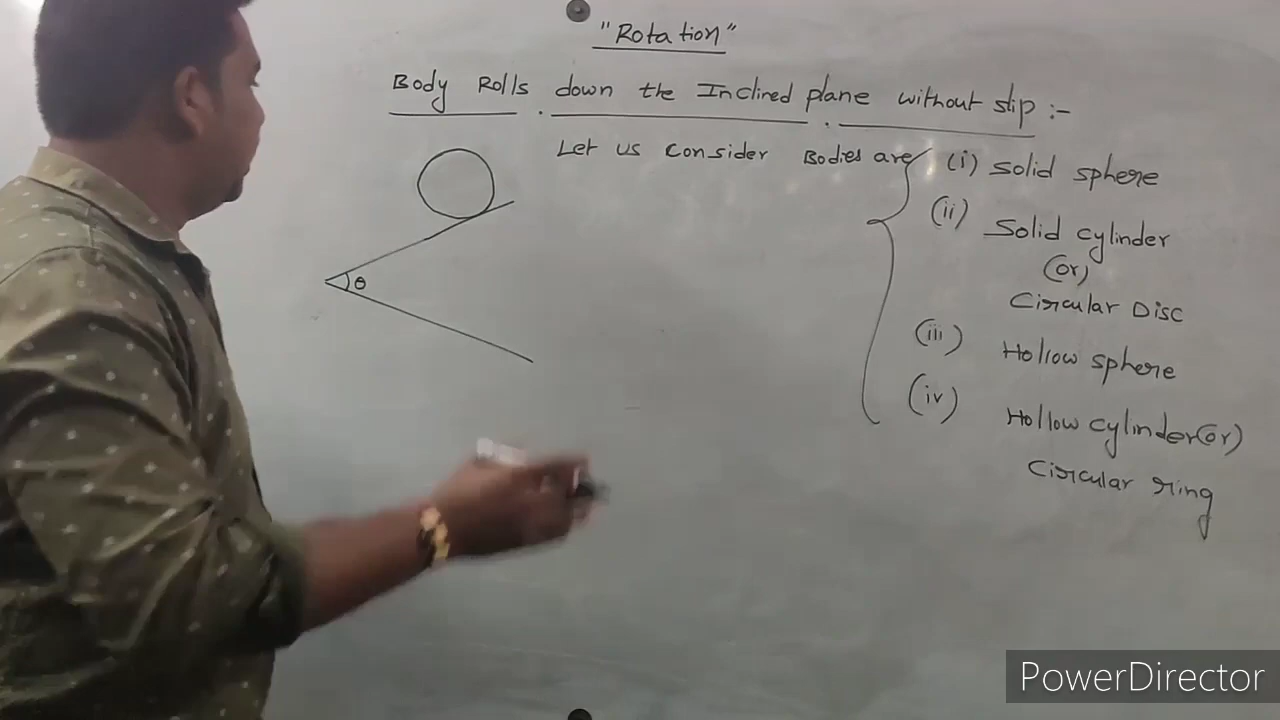 "Rotation"
Body Rolls down the Inclined plane without slip :-
Let us consider Bodies are
(i) Solid sphere
(ii) Solid cylinder
(or)
Circular Disc
(iii) Hollow sphere
(iv) Hollow cylinder(or)
Circular ring
θ
PowerDirector